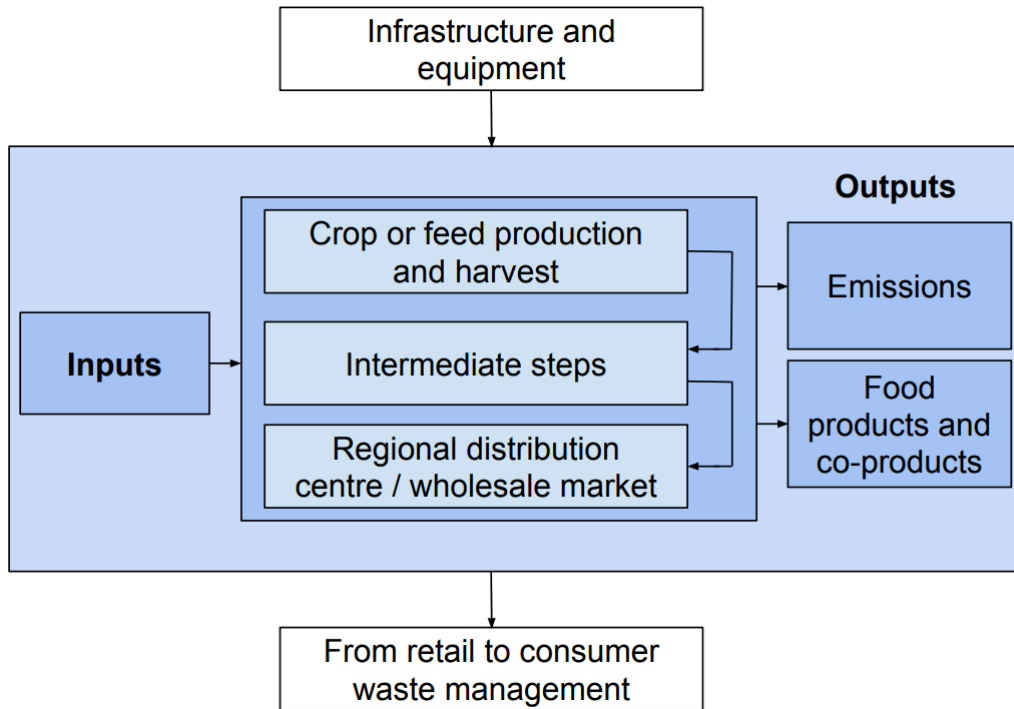 Infrastructure and
equipment
Outputs
Crop or feed production
and harvest
Emissions
Inputs
Intermediate steps
Food
products and
co-products
Regional distribution
centre / wholesale market
From retail to consumer
waste management